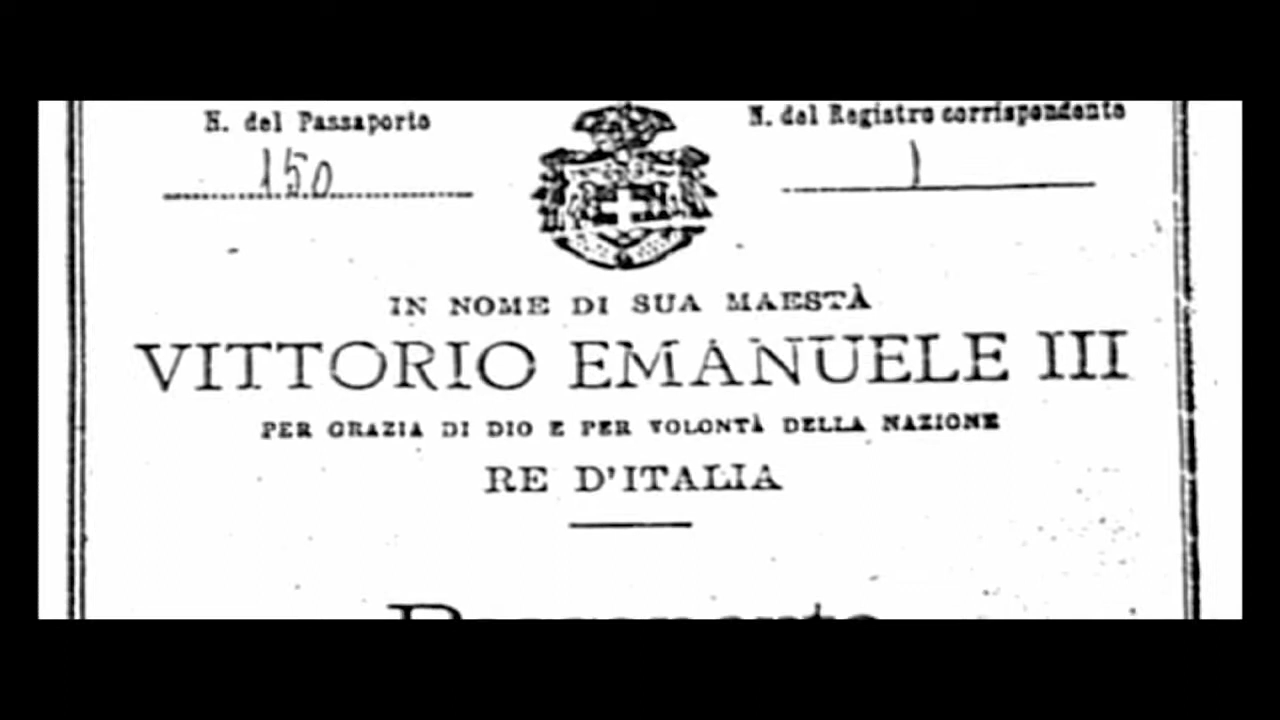 N. del Passaporto
N. del Registro corrispondente
150
1
IN NOME DI SUA MAESTÀ
VITTORIO EMANUELE III
PER GRAZIA DI DIO E PER VOLONTÀ DELLA NAZIONE
RE D'ITALIA
Passaporto